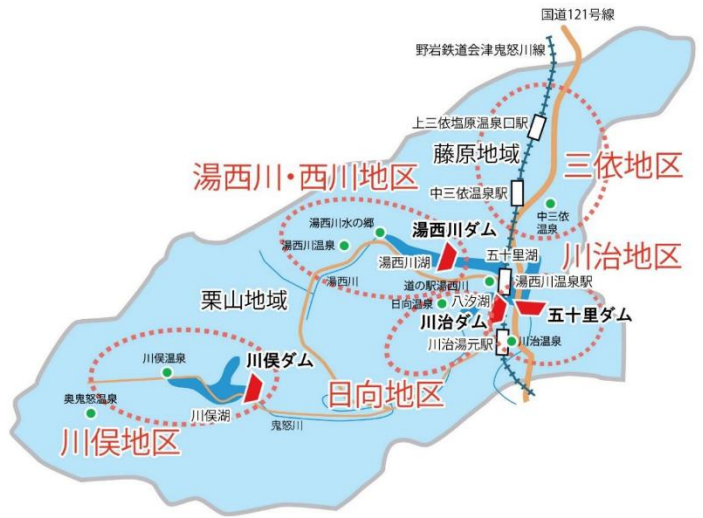 国道121号線
野岩鉄道会津鬼怒川線
上三依塩原温泉口駅
藤原地域
三依地区
湯西川・西川地区
中三依温泉駅
中三依
温泉
湯西川水の郷
湯西川ダム
湯西川温泉
五十里湖
川治地区
湯西川湖
湯西川
道の駅湯西川
湯西川温泉駅
栗山地域
日向温泉
八汐湖
川治ダム
五十里ダム
川治湯元駅
川治温泉
川俣温泉
川俣ダム
日向地区
奥鬼怒温泉
川俣湖
鬼怒川
川俣地区